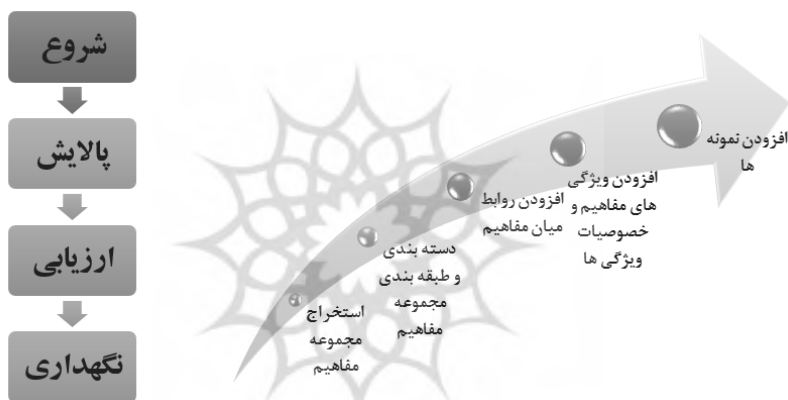 شروع
پالایش
ارزیابی
نگهداری
استخراج
مجموعه
مفاهیم
دسته بندی
و طبقه بندی
مجموعه
مفاهیم
افزودن روابط
میان مفاهیم
افزودن ویژگی
های مفاهیم و
خصوصیات
ویژگی ها
افزودن نمونه
ها